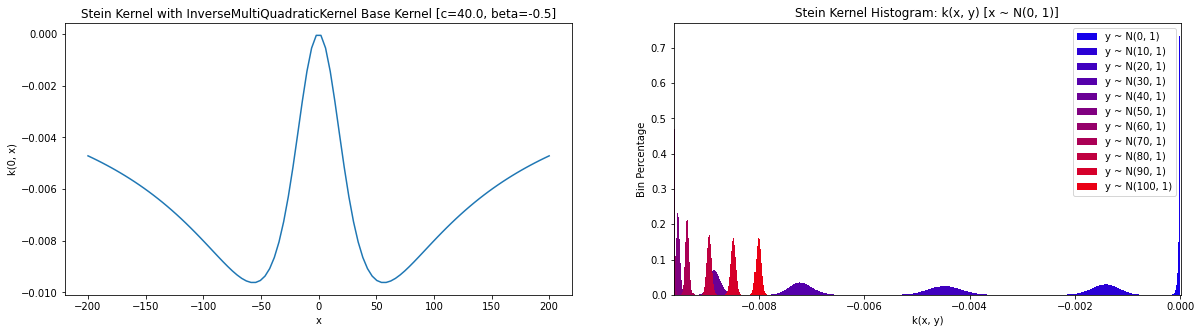 Stein Kernel with InverseMultiQuadraticKernel Base Kernel [c=40.0, beta=-0.5]
0.000
−0.002
−0.004
−0.006
−0.008
−0.010
k(0, x)
−200
−150
−100
−50
0
50
100
150
200
x
Stein Kernel Histogram: k(x, y) [x ~ N(0, 1)]
0.7
0.6
0.5
0.4
0.3
0.2
0.1
0.0
Bin Percentage
y ~ N(0, 1)
y ~ N(10, 1)
y ~ N(20, 1)
y ~ N(30, 1)
y ~ N(40, 1)
y ~ N(50, 1)
y ~ N(60, 1)
y ~ N(70, 1)
y ~ N(80, 1)
y ~ N(90, 1)
y ~ N(100, 1)
−0.008
−0.006
−0.004
−0.002
0.000
k(x, y)